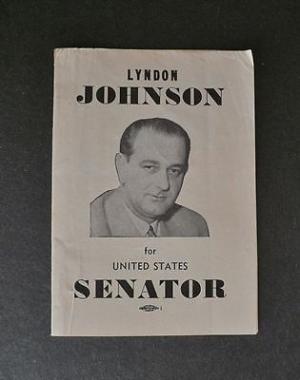 LYNDON
JOHNSON
for
UNITED STATES
SENATOR